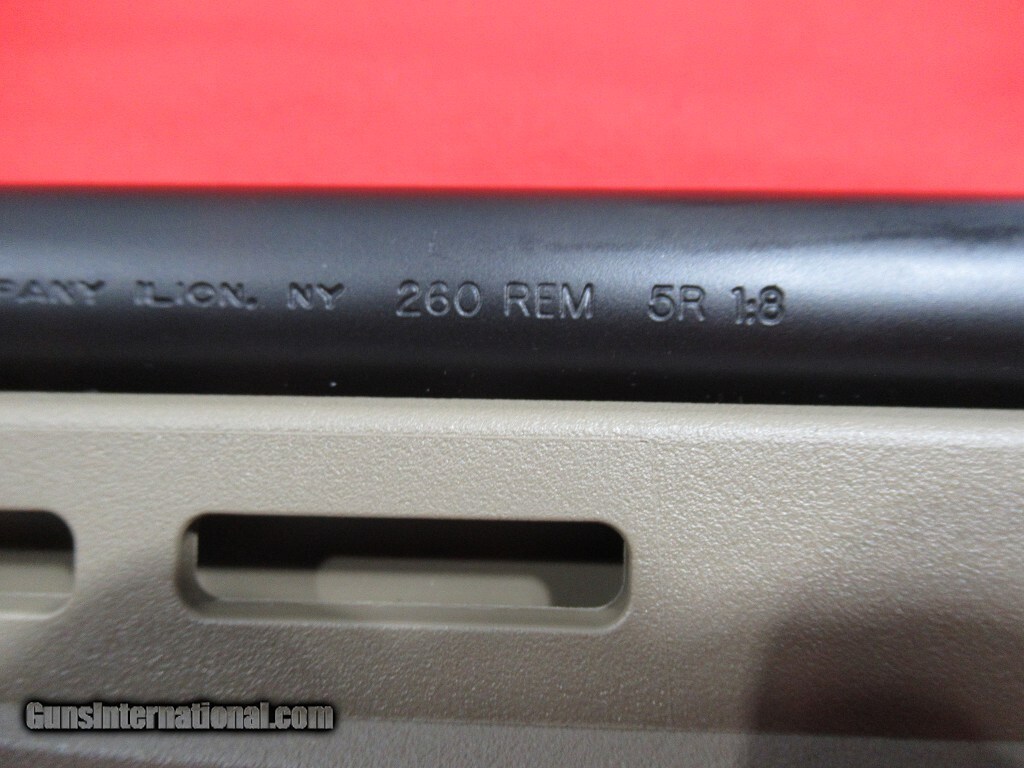 PANY ILION, NY 260 REM 5R 1:8
GunsInternational.com